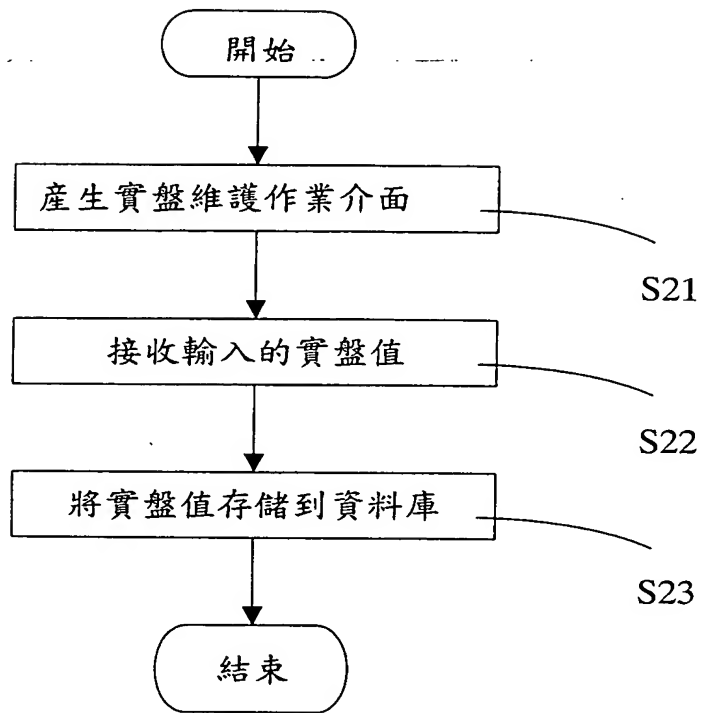 開始
產生實盤維護作業介面
S21
接收輸入的實盤值
S22
將實盤值存儲到資料庫
S23
結束